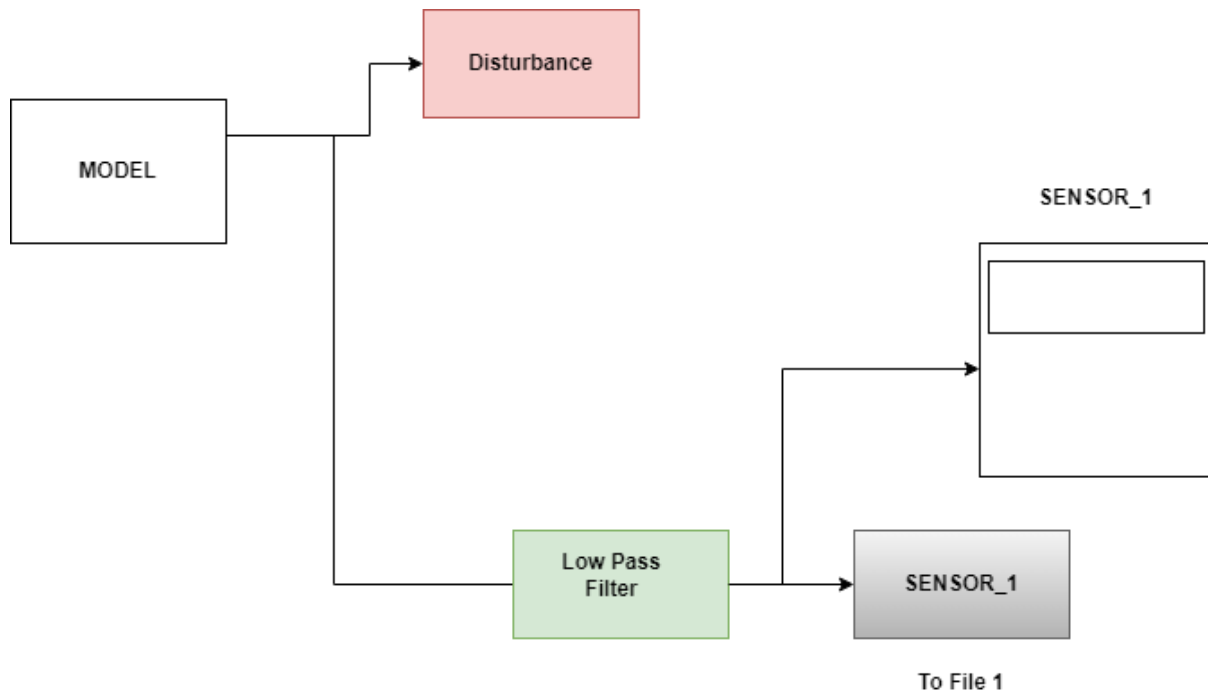 Disturbance
MODEL
SENSOR_1
Low Pass
Filter
SENSOR_1
To File 1